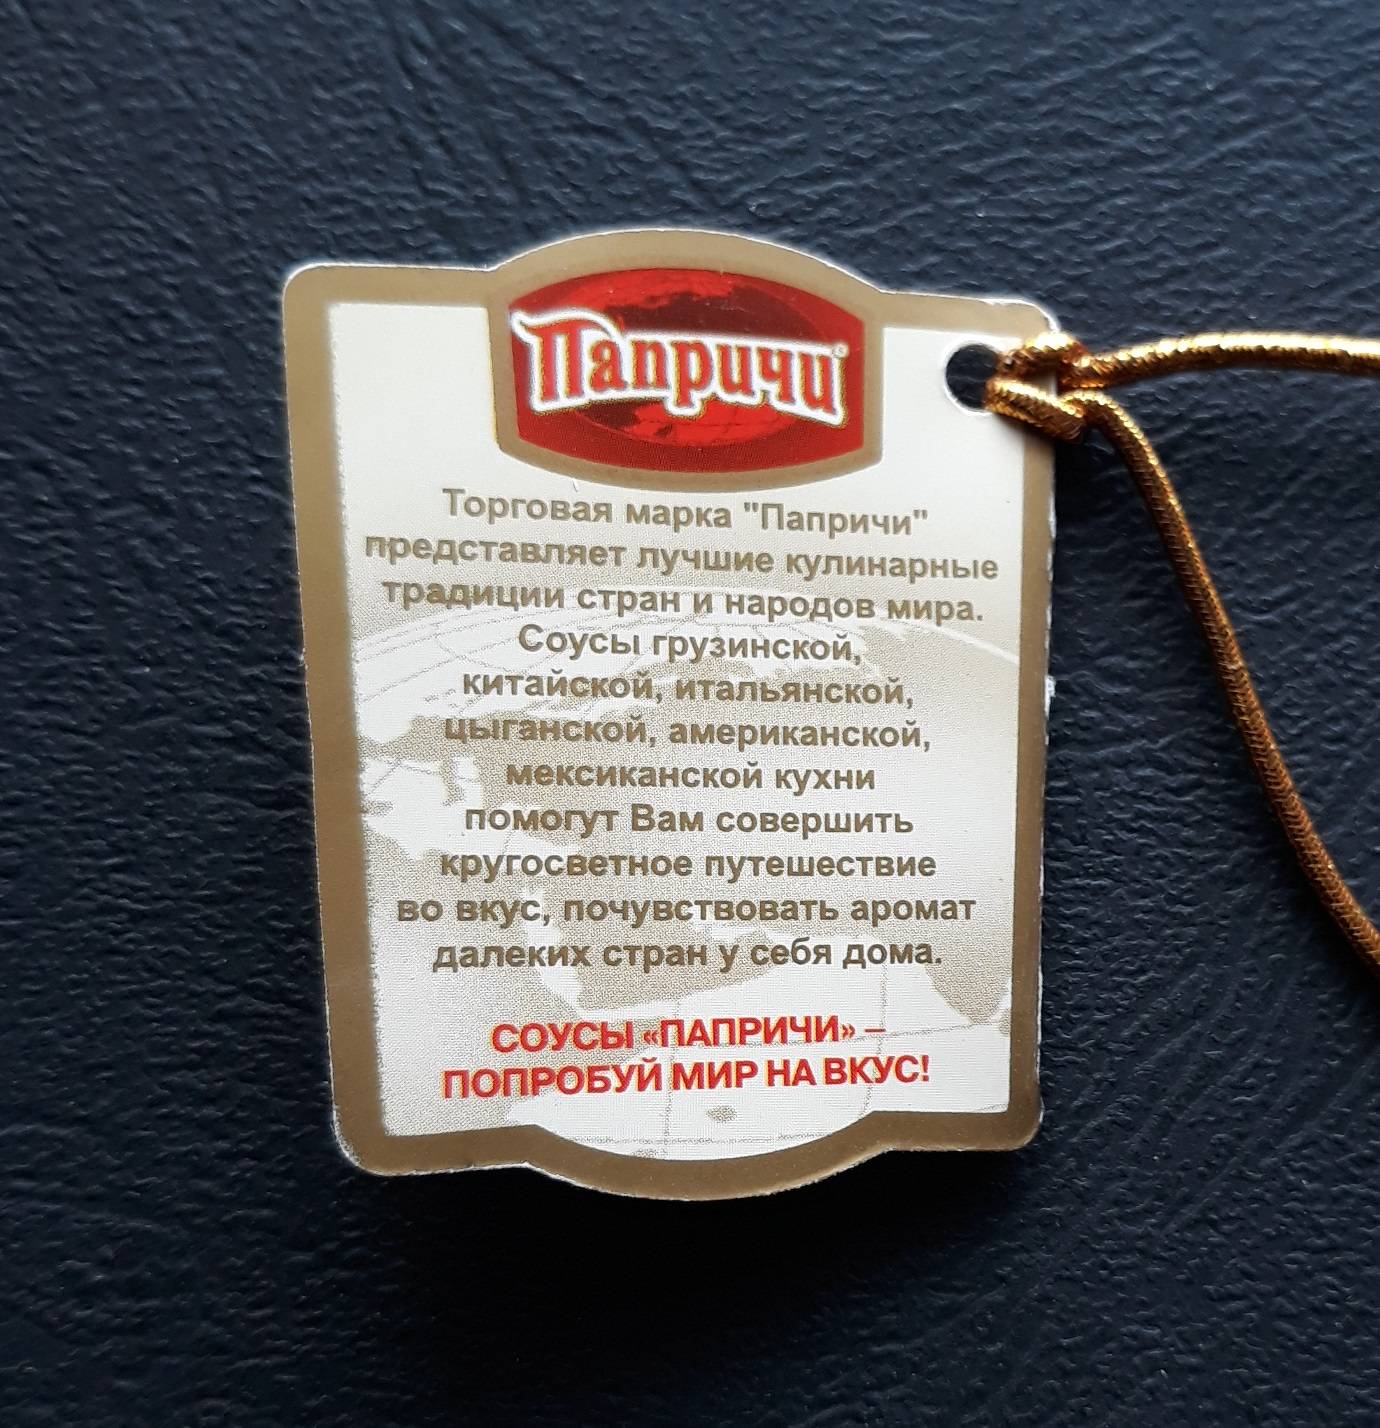 Папричи®
Торговая марка "Папричи"
представляет лучшие кулинарные
традиции стран и народов мира.
Соусы грузинской,
китайской, итальянской,
цыганской, американской,
мексиканской кухни
помогут Вам совершить
кругосветное путешествие
во вкус, почувствовать аромат
далеких стран у себя дома.
СОУСЫ «ПАПРИЧИ» –
ПОПРОБУЙ МИР НА ВКУС!